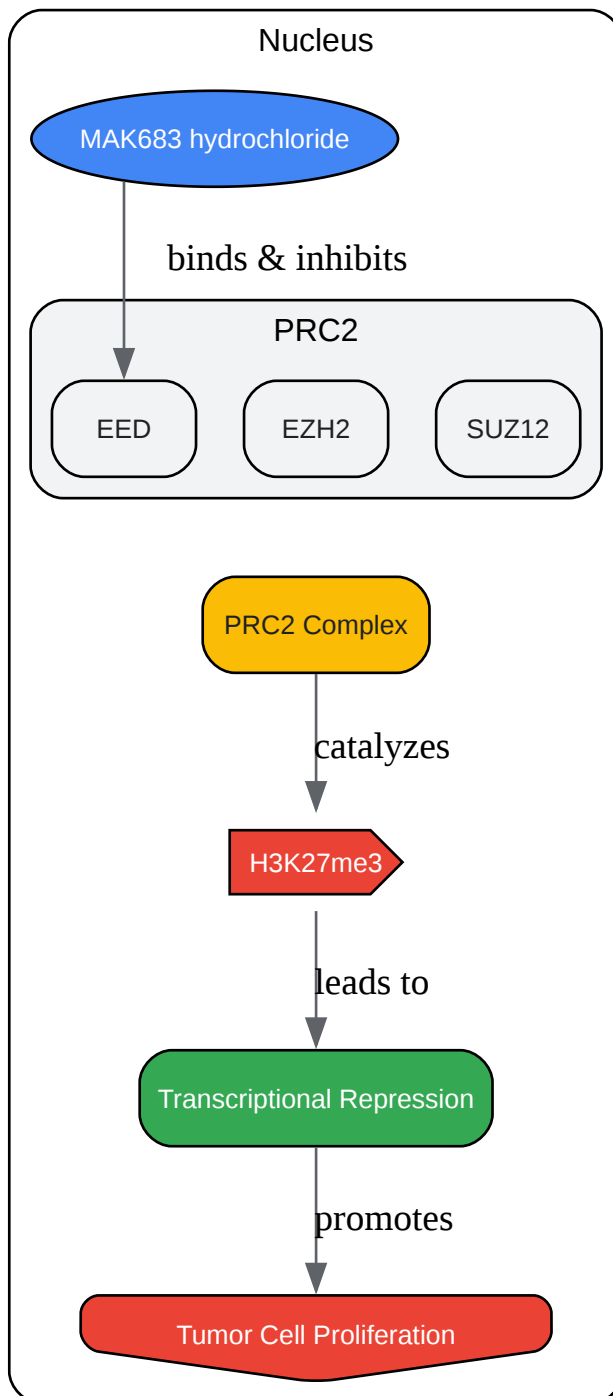 Nucleus
MAK683 hydrochloride
binds & inhibits
PRC2
EED
EZH2
SUZ12
PRC2 Complex
catalyzes
H3K27me3
leads to
Transcriptional Repression
promotes
Tumor Cell Proliferation